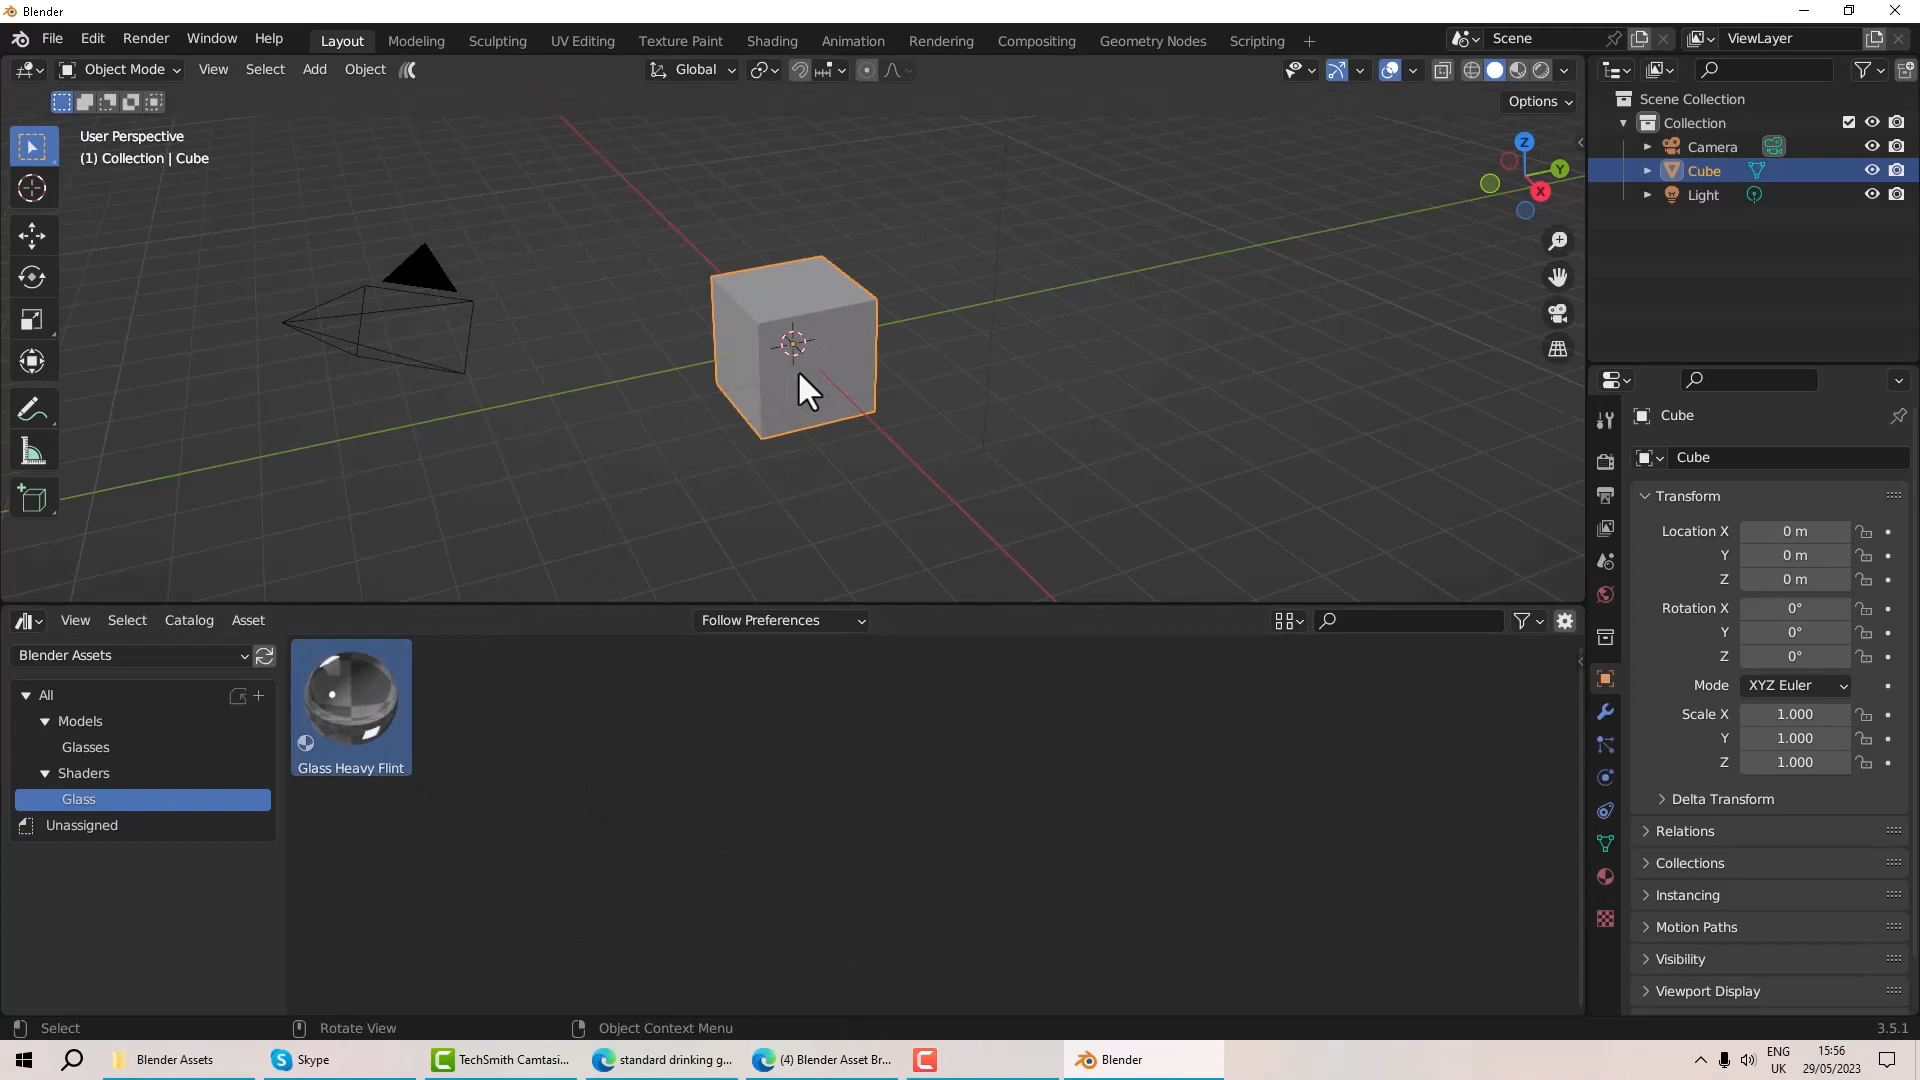 Blender
File Edit Render Window Help
Layout Modeling Sculpting UV Editing Texture Paint Shading Animation Rendering Compositing Geometry Nodes Scripting
Scene
ViewLayer
Object Mode View Select Add Object
Global
Options
User Perspective
(1) Collection | Cube
Z
Y
X
Scene Collection
Collection
Camera
Cube
Light
Cube
Cube
Transform
Location X 0 m
Y 0 m
Z 0 m
Rotation X 0°
Y 0°
Z 0°
Mode XYZ Euler
Scale X 1.000
Y 1.000
Z 1.000
Delta Transform
Relations
Collections
Instancing
Motion Paths
Visibility
Viewport Display
View Select Catalog Asset
Follow Preferences
Blender Assets
All
Models
Glasses
Shaders
Glass
Unassigned
Glass Heavy Flint
Select
Rotate View
Object Context Menu
3.5.1
Blender Assets
Skype
TechSmith Camtasi...
standard drinking g...
(4) Blender Asset Br...
Blender
ENG
UK
15:56
29/05/2023